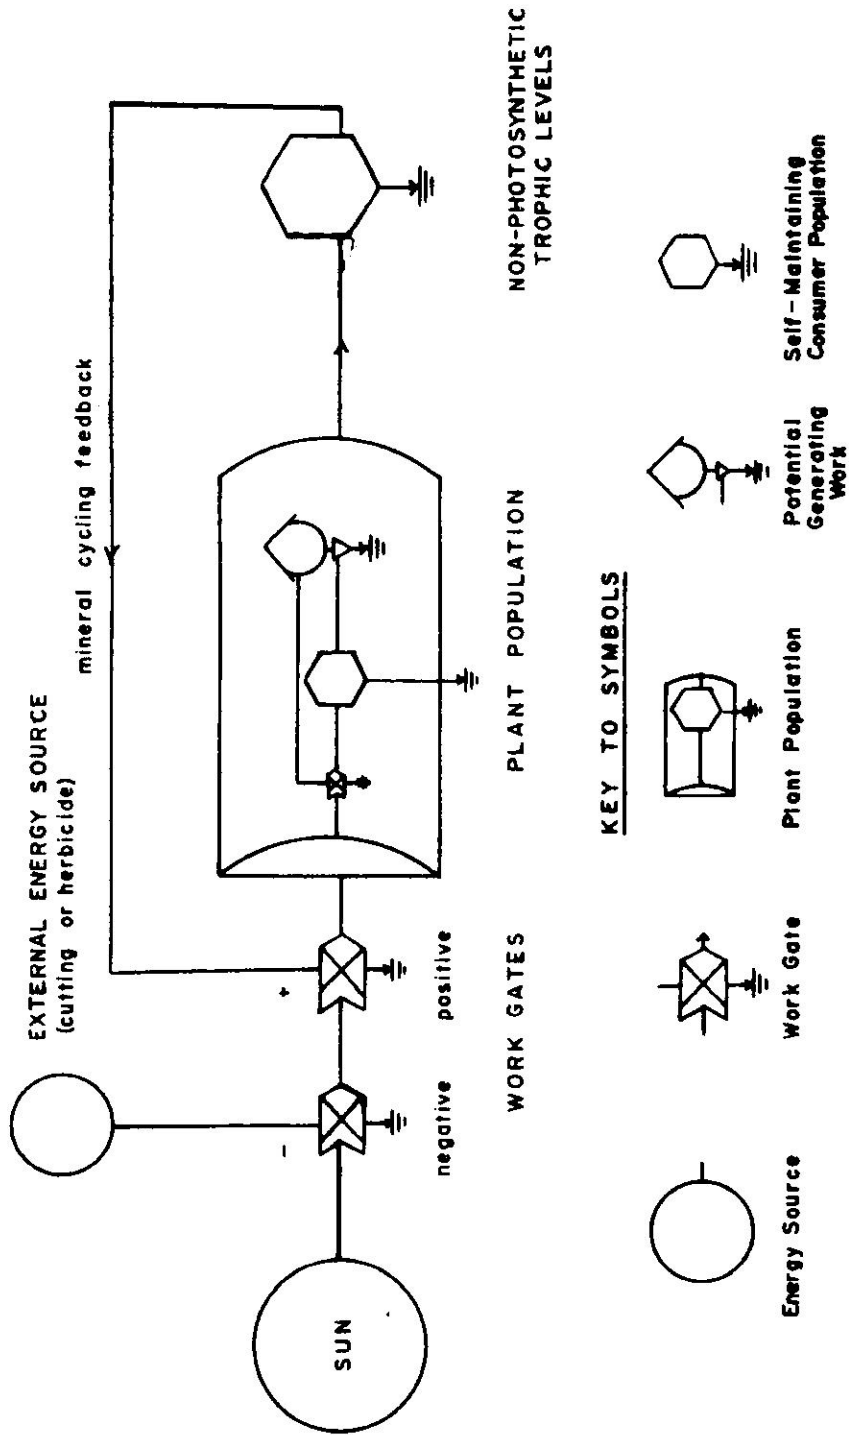 EXTERNAL ENERGY SOURCE
(cutting or herbicide)
mineral cycling feedback
SUN
-
+
negative
positive
WORK GATES
PLANT POPULATION
NON-PHOTOSYNTHETIC
TROPHIC LEVELS
KEY TO SYMBOLS
Energy Source
Work Gate
Plant Population
Potential
Generating
Work
Self-Maintaining
Consumer Population